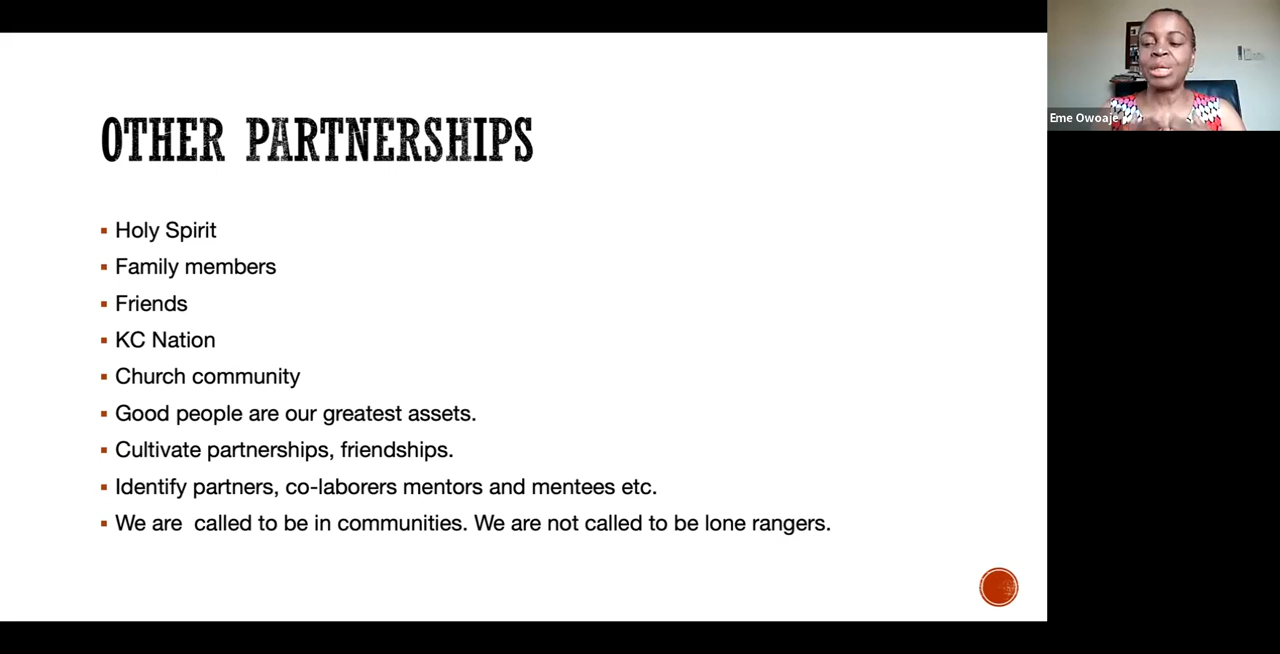 OTHER PARTNERSHIPS
Holy Spirit
Family members
Friends
KC Nation
Church community
Good people are our greatest assets.
Cultivate partnerships, friendships.
Identify partners, co-laborers mentors and mentees etc.
We are  called to be in communities. We are not called to be lone rangers.
Eme Owoaje